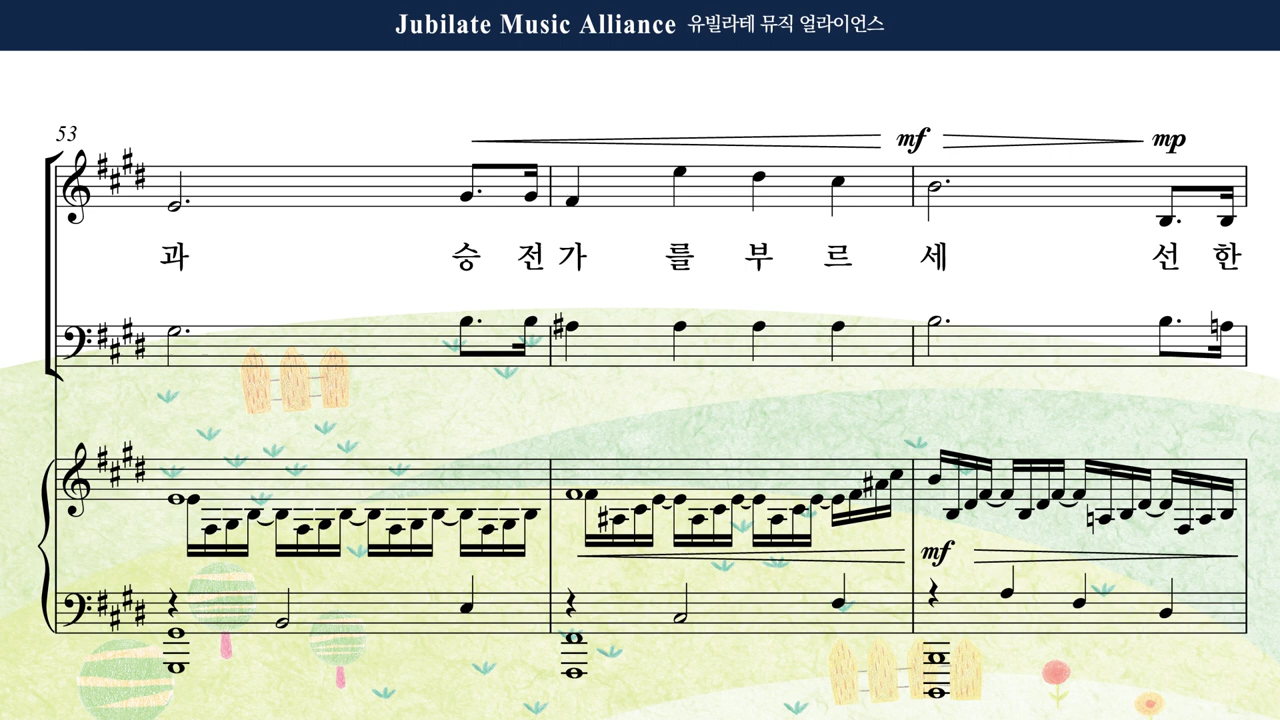 Jubilate Music Alliance 유빌라테 뮤직 얼라이언스
53
mf mp
과 승 전 가 를 부 르 세 선 한
mf